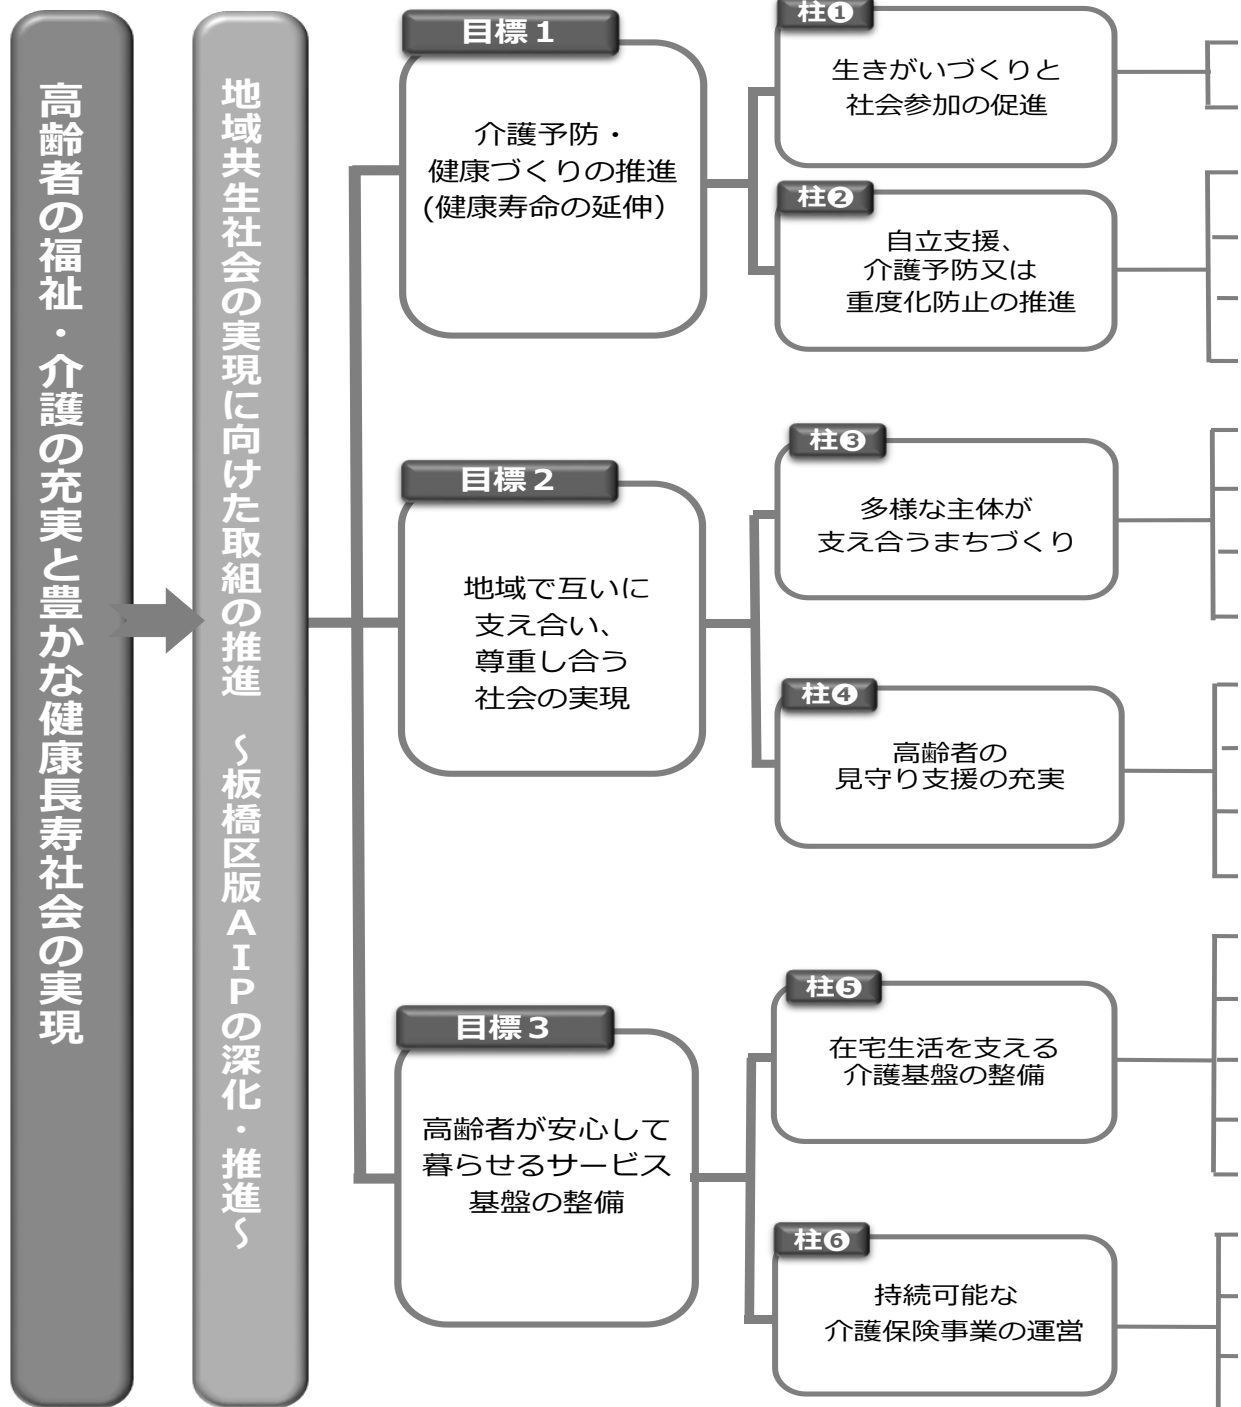 高齢者の福祉・介護の充実と豊かな健康長寿社会の実現
地域共生社会の実現に向けた取組の推進　～板橋区版ＡＩＰの深化・推進～
目標１
介護予防・
健康づくりの推進
(健康寿命の延伸）
柱❶
生きがいづくりと
社会参加の促進
柱❷
自立支援、
介護予防又は
重度化防止の推進
目標２
地域で互いに
支え合い、
尊重し合う
社会の実現
柱❸
多様な主体が
支え合うまちづくり
柱❹
高齢者の
見守り支援の充実
目標３
高齢者が安心して
暮らせるサービス
基盤の整備
柱❺
在宅生活を支える
介護基盤の整備
柱❻
持続可能な
介護保険事業の運営